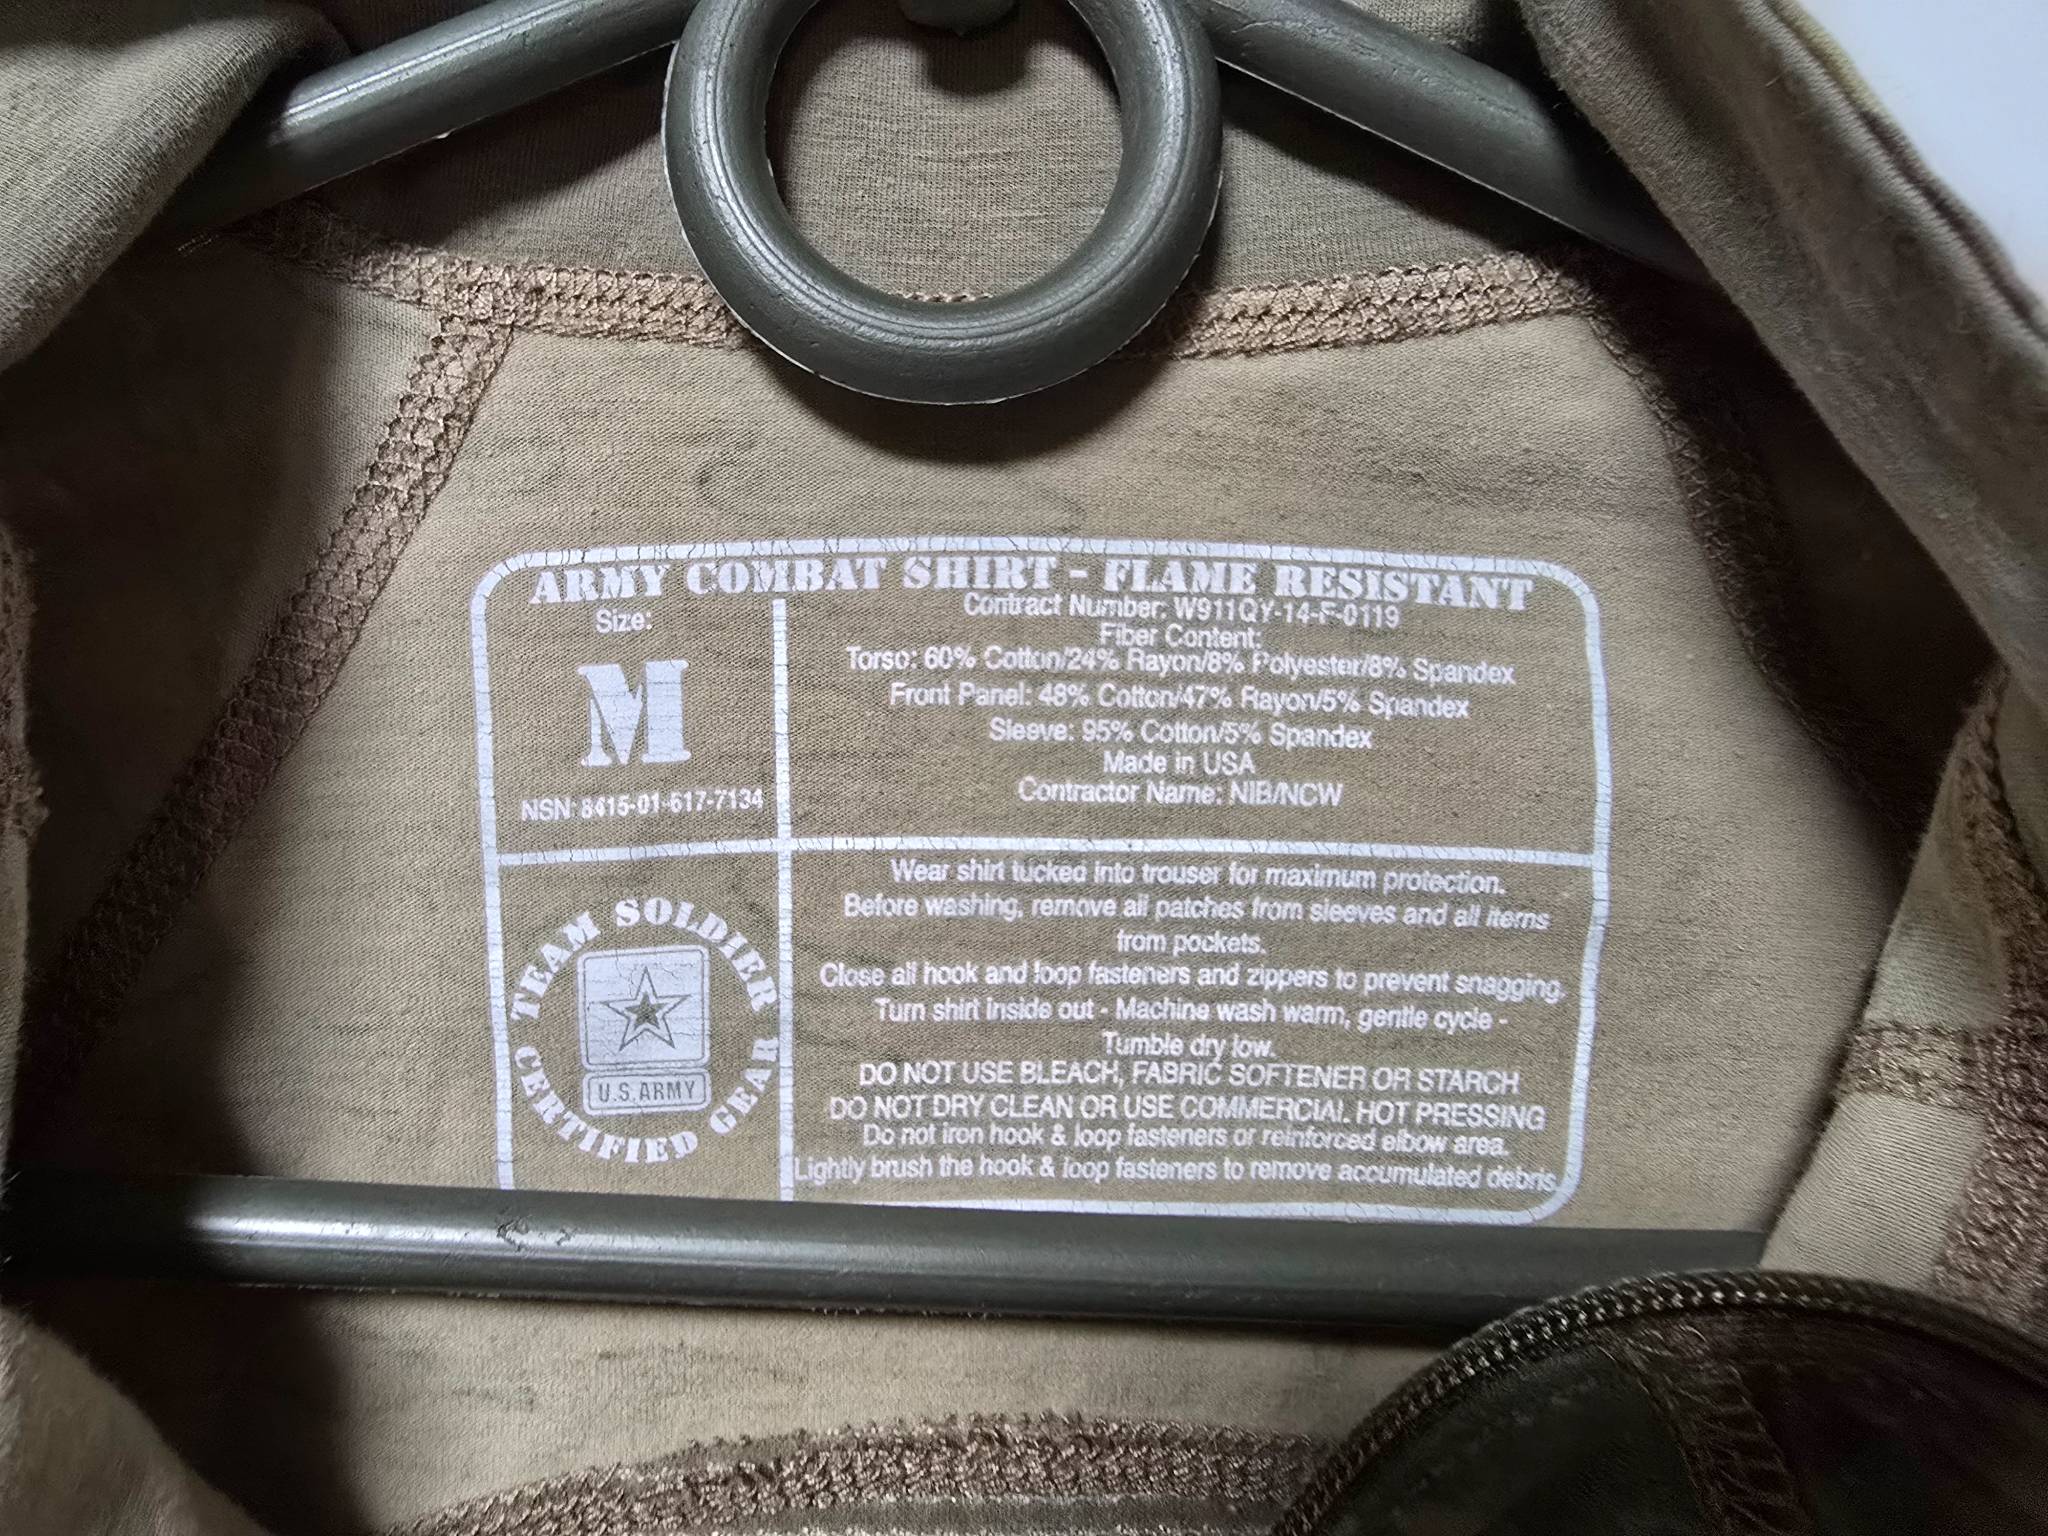 ARMY COMBAT SHIRT - FLAME RESISTANT
Size:
M
NSN: 8415-01-617-7134
Contract Number: W911QY-14-F-0119
Fiber Content:
Torso: 60% Cotton/24% Rayon/8% Polyester/8% Spandex
Front Panel: 48% Cotton/47% Rayon/5% Spandex
Sleeve: 95% Cotton/5% Spandex
Made in USA
Contractor Name: NIB/NCW
TEAM SOLDIER
U.S.ARMY
CERTIFIED GEAR
Wear shirt tucked into trouser for maximum protection.
Before washing, remove all patches from sleeves and all items
from pockets.
Close all hook and loop fasteners and zippers to prevent snagging.
Turn shirt inside out - Machine wash warm, gentle cycle -
Tumble dry low.
DO NOT USE BLEACH, FABRIC SOFTENER OR STARCH
DO NOT DRY CLEAN OR USE COMMERCIAL HOT PRESSING
Do not iron hook & loop fasteners or reinforced elbow area.
Lightly brush the hook & loop fasteners to remove accumulated debris.